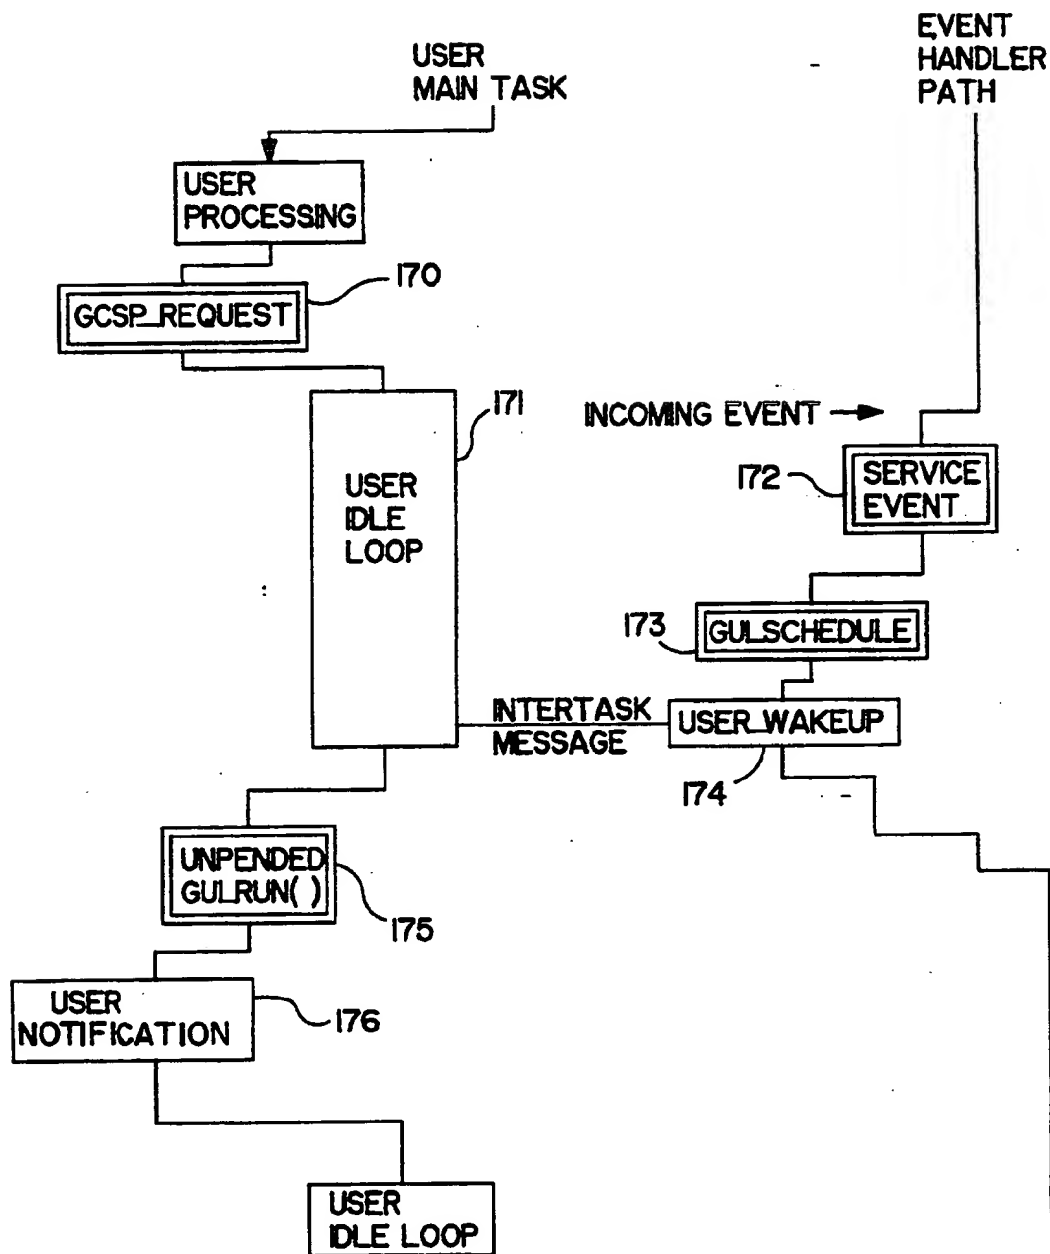 USER
MAIN TASK
EVENT
HANDLER
PATH
USER
PROCESSING
170
GCSP_REQUEST
171
USER
IDLE
LOOP
INCOMING EVENT
172
SERVICE
EVENT
173
GULSCHEDULE
INTERTASK
MESSAGE
USER_WAKEUP
174
UNPENDED
GULRUN( )
175
USER
NOTIFICATION
176
USER
IDLE LOOP